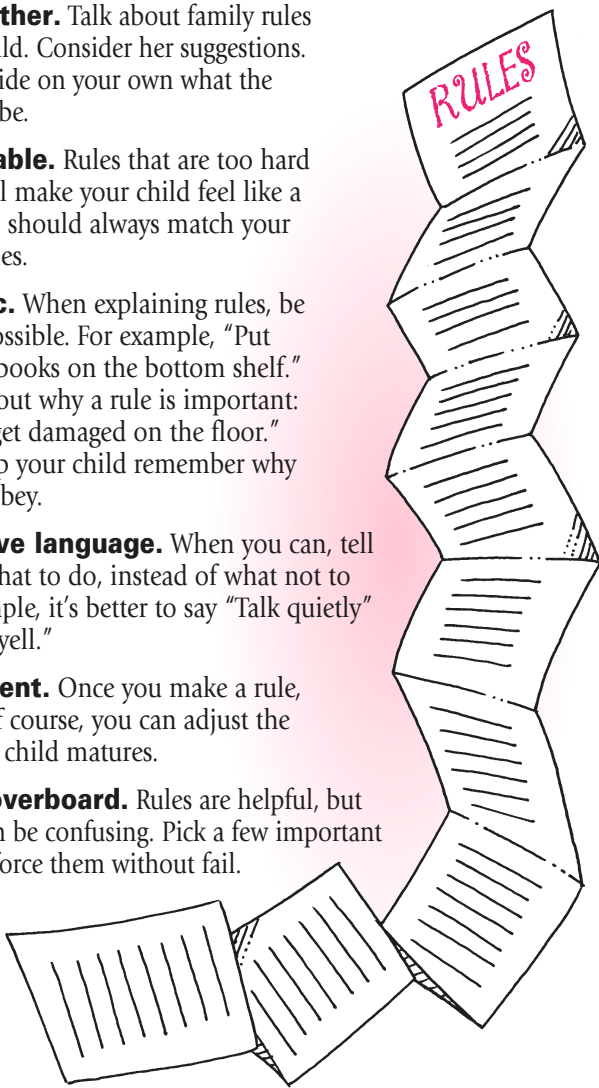 ther. Talk about family rules
ld. Consider her suggestions.
ide on your own what the
be.
able. Rules that are too hard
l make your child feel like a
should always match your
es.
c. When explaining rules, be
ossible. For example, “Put
books on the bottom shelf.”
out why a rule is important:
get damaged on the floor.”
p your child remember why
bey.
ve language. When you can, tell
hat to do, instead of what not to
nple, it’s better to say “Talk quietly”
yell.”
ent. Once you make a rule,
f course, you can adjust the
child matures.
overboard. Rules are helpful, but
n be confusing. Pick a few important
force them without fail.
RULES